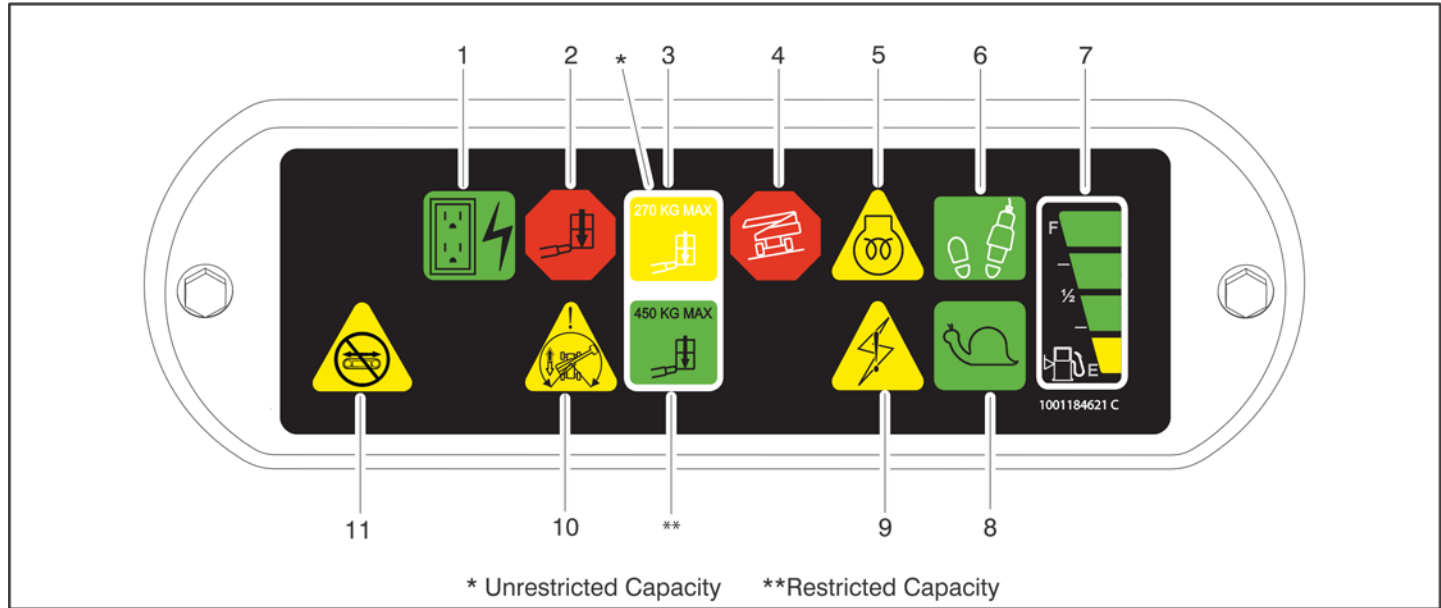 1 2 * 3 4 5 6 7
270 KG MAX
F
½
450 KG MAX
!
E
1001184621 C
11 10 ** 9 8
* Unrestricted Capacity **Restricted Capacity